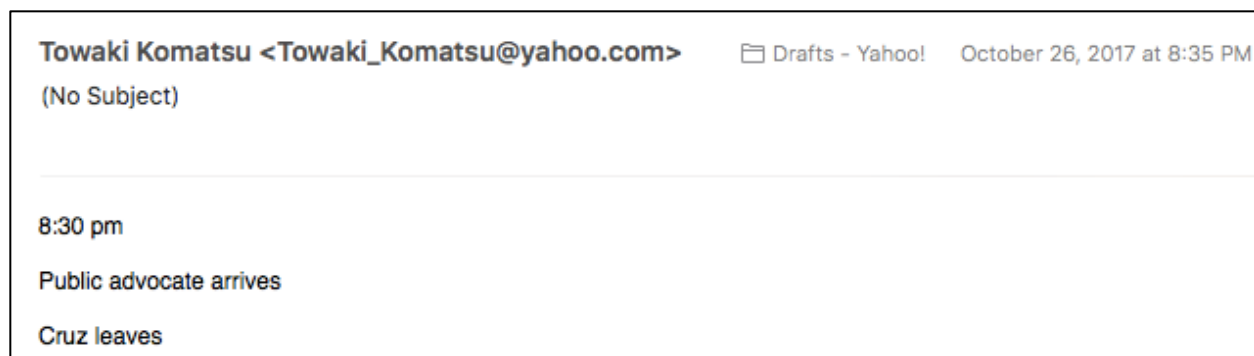 Towaki Komatsu <Towaki_Komatsu@yahoo.com> Drafts - Yahoo! October 26, 2017 at 8:35 PM
(No Subject)
8:30 pm
Public advocate arrives
Cruz leaves